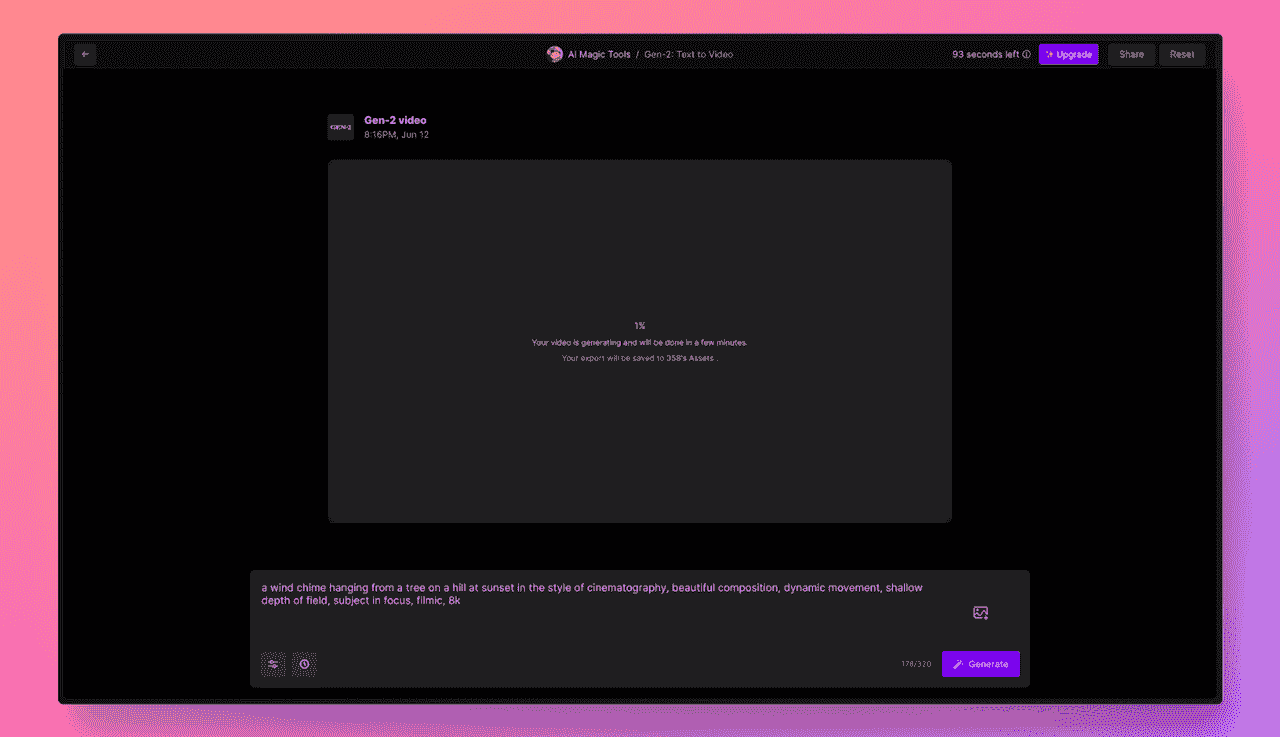 AI Magic Tools / Gen-2: Text to Video
93 seconds left
Upgrade
Share
Reset
GEN-2
Gen-2 video
8:16PM, Jun 12
1%
Your video is generating and will be done in a few minutes.
Your export will be saved to 358's Assets .
a wind chime hanging from a tree on a hill at sunset in the style of cinematography, beautiful composition, dynamic movement, shallow
depth of field, subject in focus, filmic, 8k
178/320
Generate